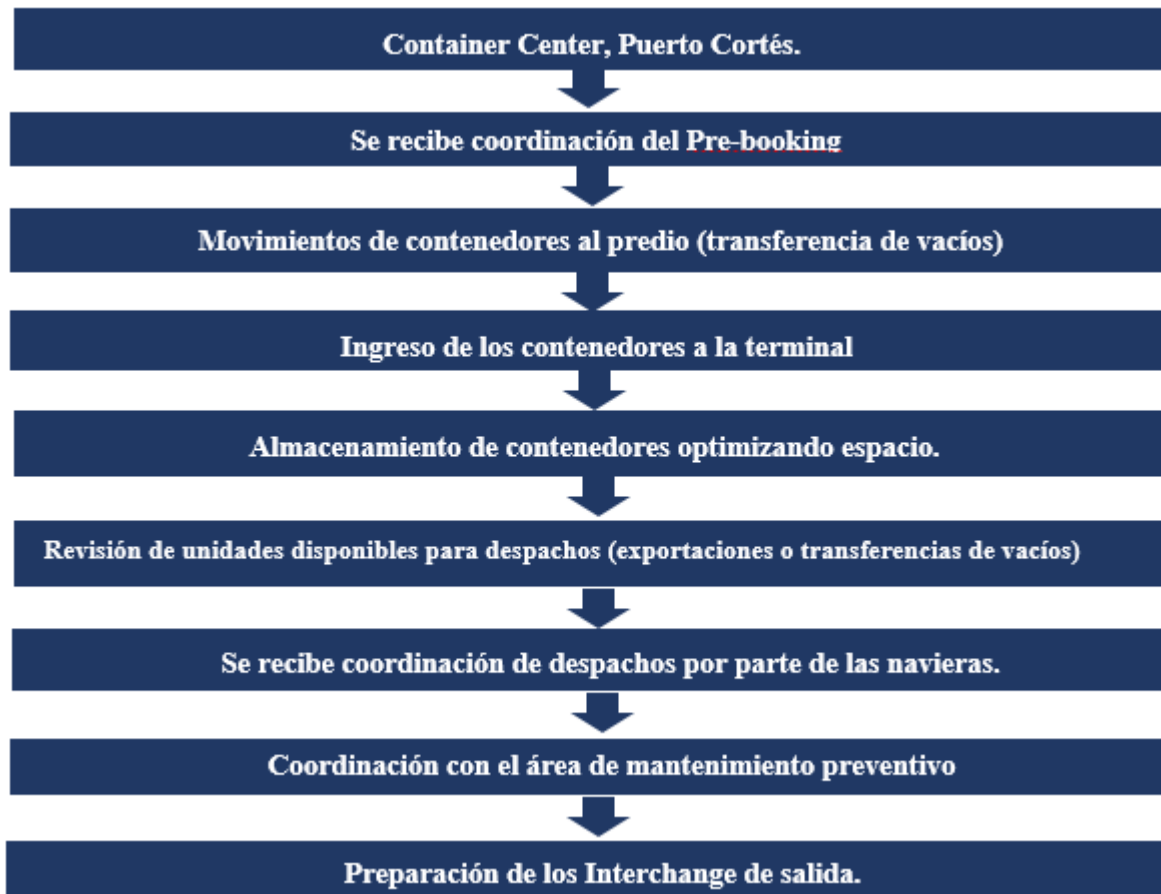 Container Center, Puerto Cortés.
Se recibe coordinación del Pre-booking
Movimientos de contenedores al predio (transferencia de vacíos)
Ingreso de los contenedores a la terminal
Almacenamiento de contenedores optimizando espacio.
Revisión de unidades disponibles para despachos (exportaciones o transferencias de vacíos)
Se recibe coordinación de despachos por parte de las navieras.
Coordinación con el área de mantenimiento preventivo
Preparación de los Interchange de salida.